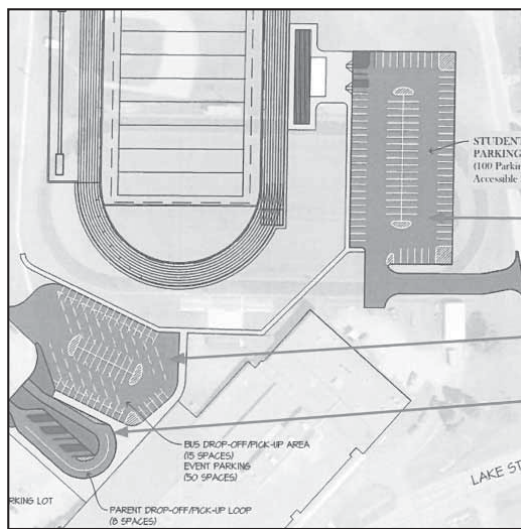 STUDENT
PARKING
(100 Parkin
Accessible
BUS DROP-OFF/PICK-UP AREA
(15 SPACES)
EVENT PARKING
(50 SPACES)
LAKE ST
RKING LOT
PARENT DROP-OFF/PICK-UP LOOP
(8 SPACES)